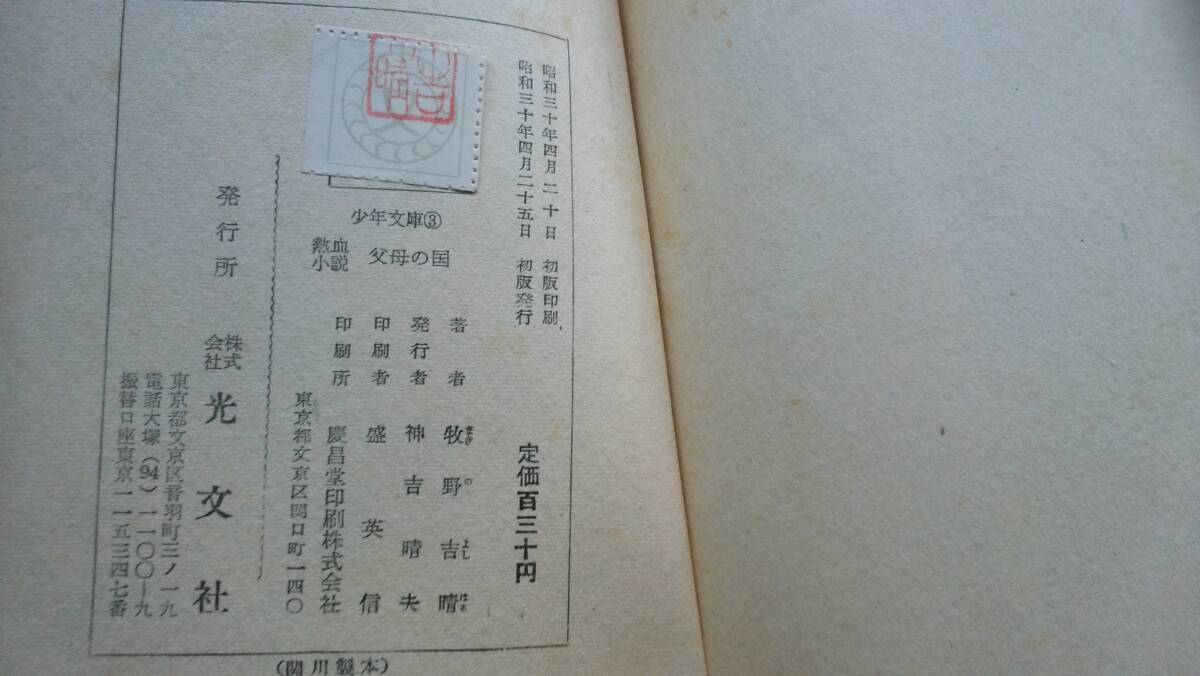 昭和三十年四月二十日 初版印刷
昭和三十年四月二十五日 初版発行
定価百三十円
少年文庫③
熱血小説 父母の国
著者 牧野吉晴
まき の よし はる
発行者 神吉晴夫
印刷者 盛英信
印刷所 慶昌堂印刷株式会社
東京都文京区関口町一四〇
発行所 株式会社 光文社
東京都文京区音羽町三ノ一九
電話大塚(94)一一〇〇-九
振替口座東京一一五三四七番
(関川製本)